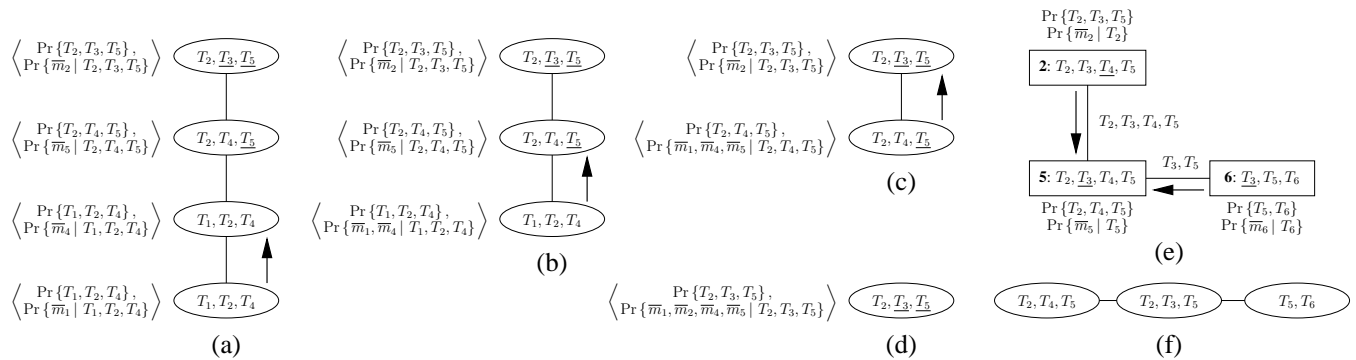 Pr {T₂, T₃, T₅} ,
Pr {m̅₂ | T₂, T₃, T₅}
T₂, T₃, T₅
Pr {T₂, T₄, T₅} ,
Pr {m̅₅ | T₂, T₄, T₅}
T₂, T₄, T₅
Pr {T₁, T₂, T₄} ,
Pr {m̅₄ | T₁, T₂, T₄}
T₁, T₂, T₄
Pr {T₁, T₂, T₄} ,
Pr {m̅₁ | T₁, T₂, T₄}
T₁, T₂, T₄
(a)
Pr {T₂, T₃, T₅} ,
Pr {m̅₂ | T₂, T₃, T₅}
T₂, T₃, T₅
Pr {T₂, T₄, T₅} ,
Pr {m̅₅ | T₂, T₄, T₅}
T₂, T₄, T₅
Pr {T₁, T₂, T₄} ,
Pr {m̅₁, m̅₄ | T₁, T₂, T₄}
T₁, T₂, T₄
(b)
Pr {T₂, T₃, T₅} ,
Pr {m̅₂ | T₂, T₃, T₅}
T₂, T₃, T₅
Pr {T₂, T₄, T₅} ,
Pr {m̅₁, m̅₄, m̅₅ | T₂, T₄, T₅}
T₂, T₄, T₅
(c)
Pr {T₂, T₃, T₅} ,
Pr {m̅₁, m̅₂, m̅₄, m̅₅ | T₂, T₃, T₅}
T₂, T₃, T₅
(d)
Pr {T₂, T₃, T₅}
Pr {m̅₂ | T₂}
2: T₂, T₃, T₄, T₅
T₂, T₃, T₄, T₅
T₃, T₅
5: T₂, T₃, T₄, T₅
6: T₃, T₅, T₆
Pr {T₂, T₄, T₅}
Pr {m̅₅ | T₅}
Pr {T₅, T₆}
Pr {m̅₆ | T₆}
(e)
T₂, T₄, T₅
T₂, T₃, T₅
T₅, T₆
(f)